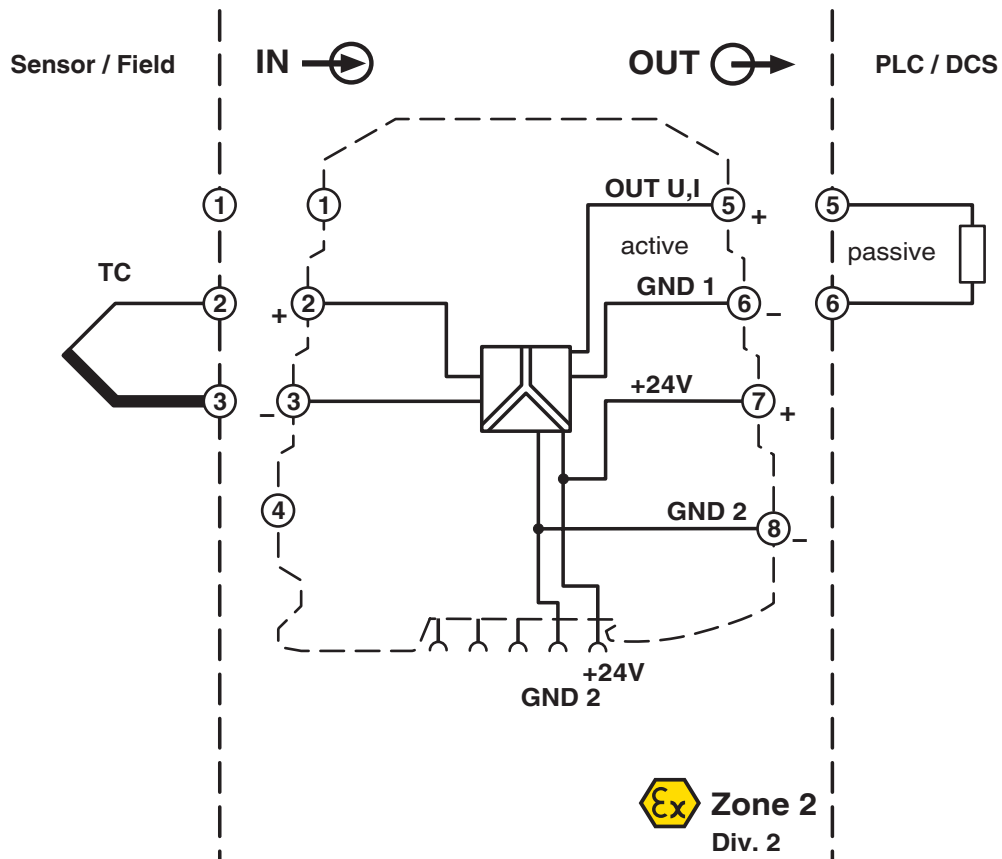 Sensor / Field
IN
OUT
PLC / DCS
1
1
OUT U,I
5
+
5
active
passive
TC
GND 1
2
+
2
6
–
6
+24V
3
–
3
7
+
4
GND 2
8
–
+24V
GND 2
Ex
Zone 2
Div. 2